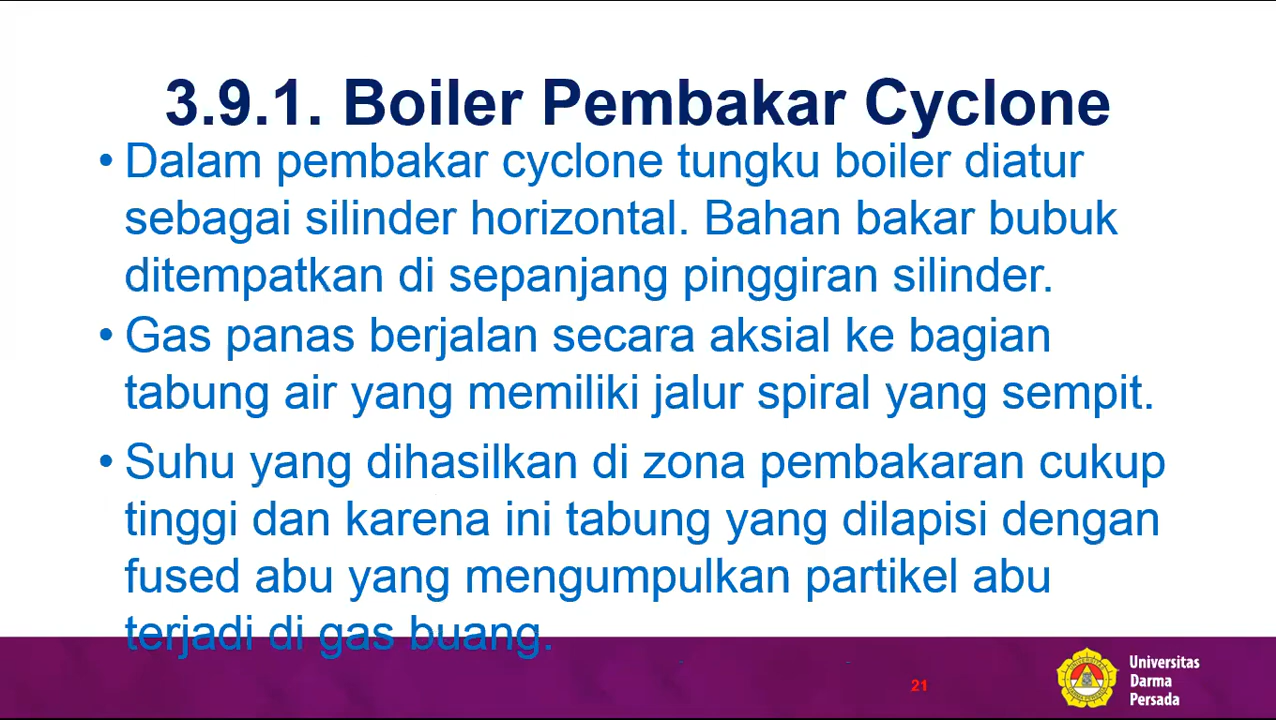 3.9.1. Boiler Pembakar Cyclone
• Dalam pembakar cyclone tungku boiler diatur
sebagai silinder horizontal. Bahan bakar bubuk
ditempatkan di sepanjang pinggiran silinder.
• Gas panas berjalan secara aksial ke bagian
tabung air yang memiliki jalur spiral yang sempit.
• Suhu yang dihasilkan di zona pembakaran cukup
tinggi dan karena ini tabung yang dilapisi dengan
fused abu yang mengumpulkan partikel abu
terjadi di gas buang.
21
Universitas
Darma
Persada